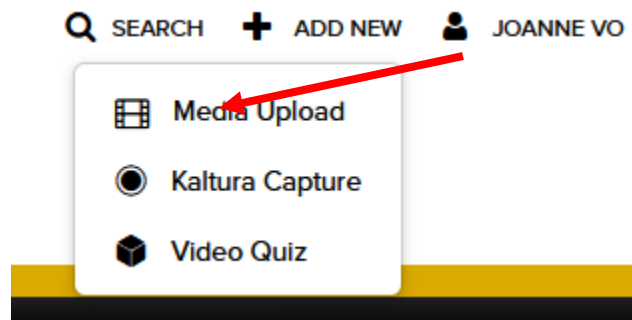 SEARCH ADD NEW JOANNE VO
Media Upload
Kaltura Capture
Video Quiz